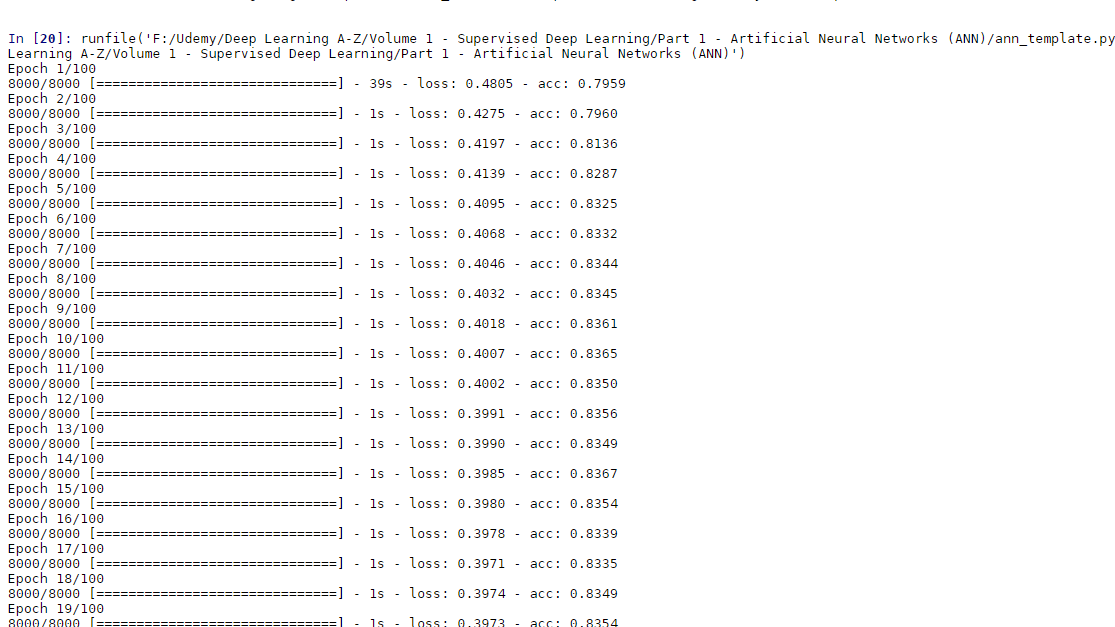 In [20]: runfile('F:/Udemy/Deep Learning A-Z/Volume 1 - Supervised Deep Learning/Part 1 - Artificial Neural Networks (ANN)/ann_template.py
Learning A-Z/Volume 1 - Supervised Deep Learning/Part 1 - Artificial Neural Networks (ANN)')
Epoch 1/100
8000/8000 [==============================] - 39s - loss: 0.4805 - acc: 0.7959
Epoch 2/100
8000/8000 [==============================] - 1s - loss: 0.4275 - acc: 0.7960
Epoch 3/100
8000/8000 [==============================] - 1s - loss: 0.4197 - acc: 0.8136
Epoch 4/100
8000/8000 [==============================] - 1s - loss: 0.4139 - acc: 0.8287
Epoch 5/100
8000/8000 [==============================] - 1s - loss: 0.4095 - acc: 0.8325
Epoch 6/100
8000/8000 [==============================] - 1s - loss: 0.4068 - acc: 0.8332
Epoch 7/100
8000/8000 [==============================] - 1s - loss: 0.4046 - acc: 0.8344
Epoch 8/100
8000/8000 [==============================] - 1s - loss: 0.4032 - acc: 0.8345
Epoch 9/100
8000/8000 [==============================] - 1s - loss: 0.4018 - acc: 0.8361
Epoch 10/100
8000/8000 [==============================] - 1s - loss: 0.4007 - acc: 0.8365
Epoch 11/100
8000/8000 [==============================] - 1s - loss: 0.4002 - acc: 0.8350
Epoch 12/100
8000/8000 [==============================] - 1s - loss: 0.3991 - acc: 0.8356
Epoch 13/100
8000/8000 [==============================] - 1s - loss: 0.3990 - acc: 0.8349
Epoch 14/100
8000/8000 [==============================] - 1s - loss: 0.3985 - acc: 0.8367
Epoch 15/100
8000/8000 [==============================] - 1s - loss: 0.3980 - acc: 0.8354
Epoch 16/100
8000/8000 [==============================] - 1s - loss: 0.3978 - acc: 0.8339
Epoch 17/100
8000/8000 [==============================] - 1s - loss: 0.3971 - acc: 0.8335
Epoch 18/100
8000/8000 [==============================] - 1s - loss: 0.3974 - acc: 0.8349
Epoch 19/100
8000/8000 [==============================] - 1s - loss: 0.3973 - acc: 0.8354